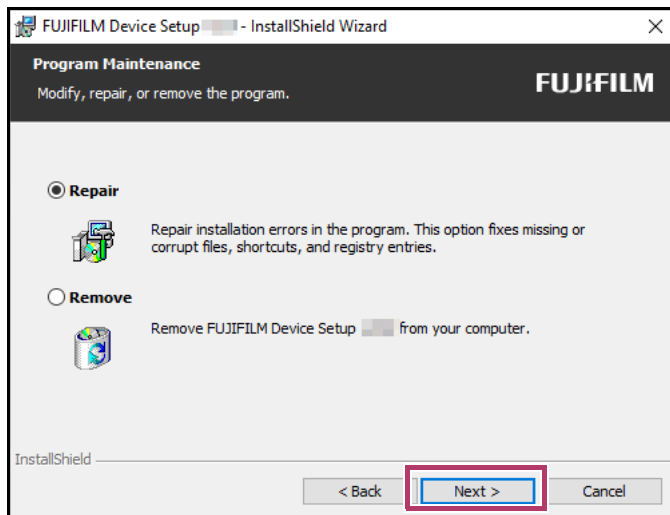 FUJIFILM Device Setup - InstallShield Wizard
Program Maintenance
Modify, repair, or remove the program.
FUJIFILM
Repair
Repair installation errors in the program. This option fixes missing or
corrupt files, shortcuts, and registry entries.
Remove
Remove FUJIFILM Device Setup from your computer.
InstallShield
< Back
Next >
Cancel